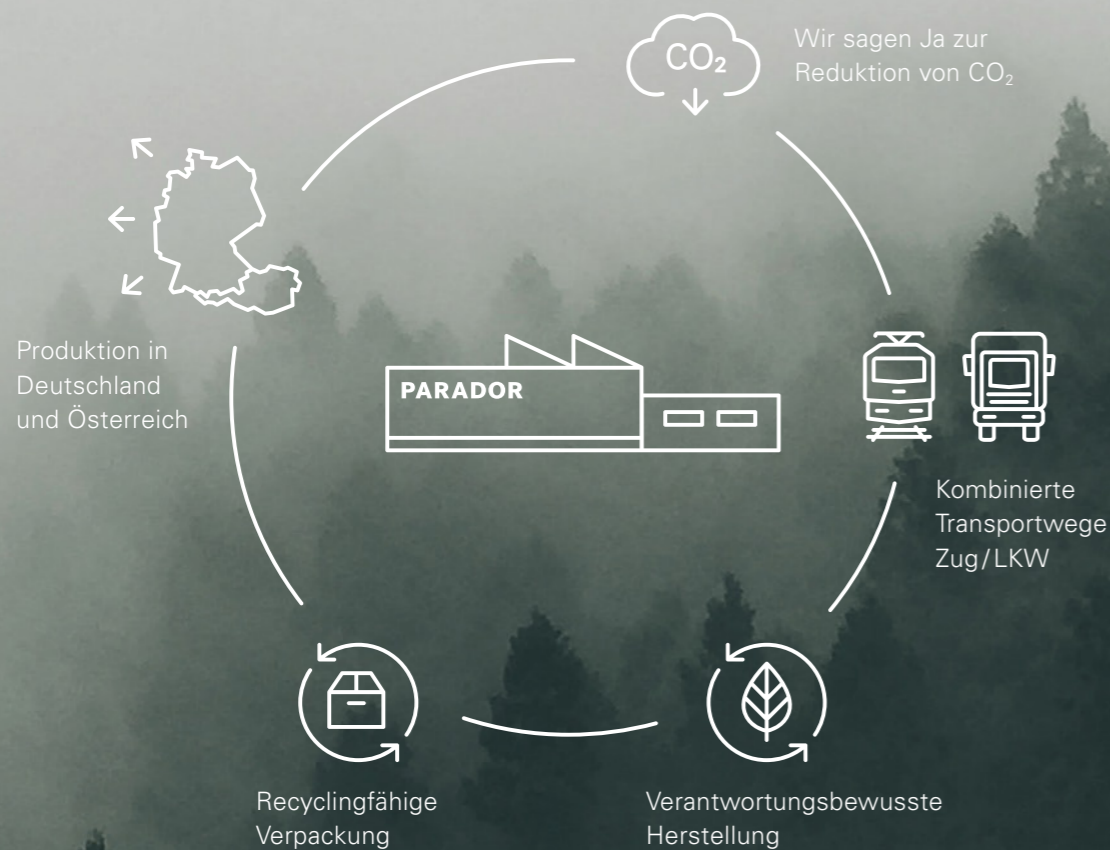 CO₂
Wir sagen Ja zur
Reduktion von CO₂
Produktion in
Deutschland
und Österreich
PARADOR
Kombinierte
Transportwege
Zug/LKW
Recyclingfähige
Verpackung
Verantwortungsbewusste
Herstellung